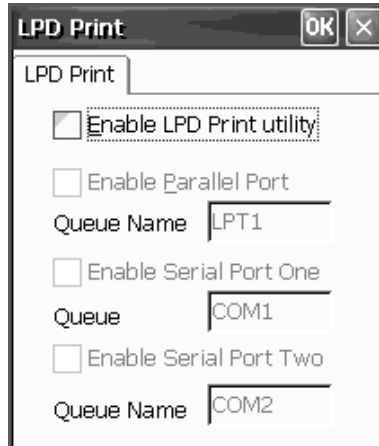 LPD Print OK ×
LPD Print
Enable LPD Print utility
Enable Parallel Port
Queue Name LPT1
Enable Serial Port One
Queue COM1
Enable Serial Port Two
Queue Name COM2